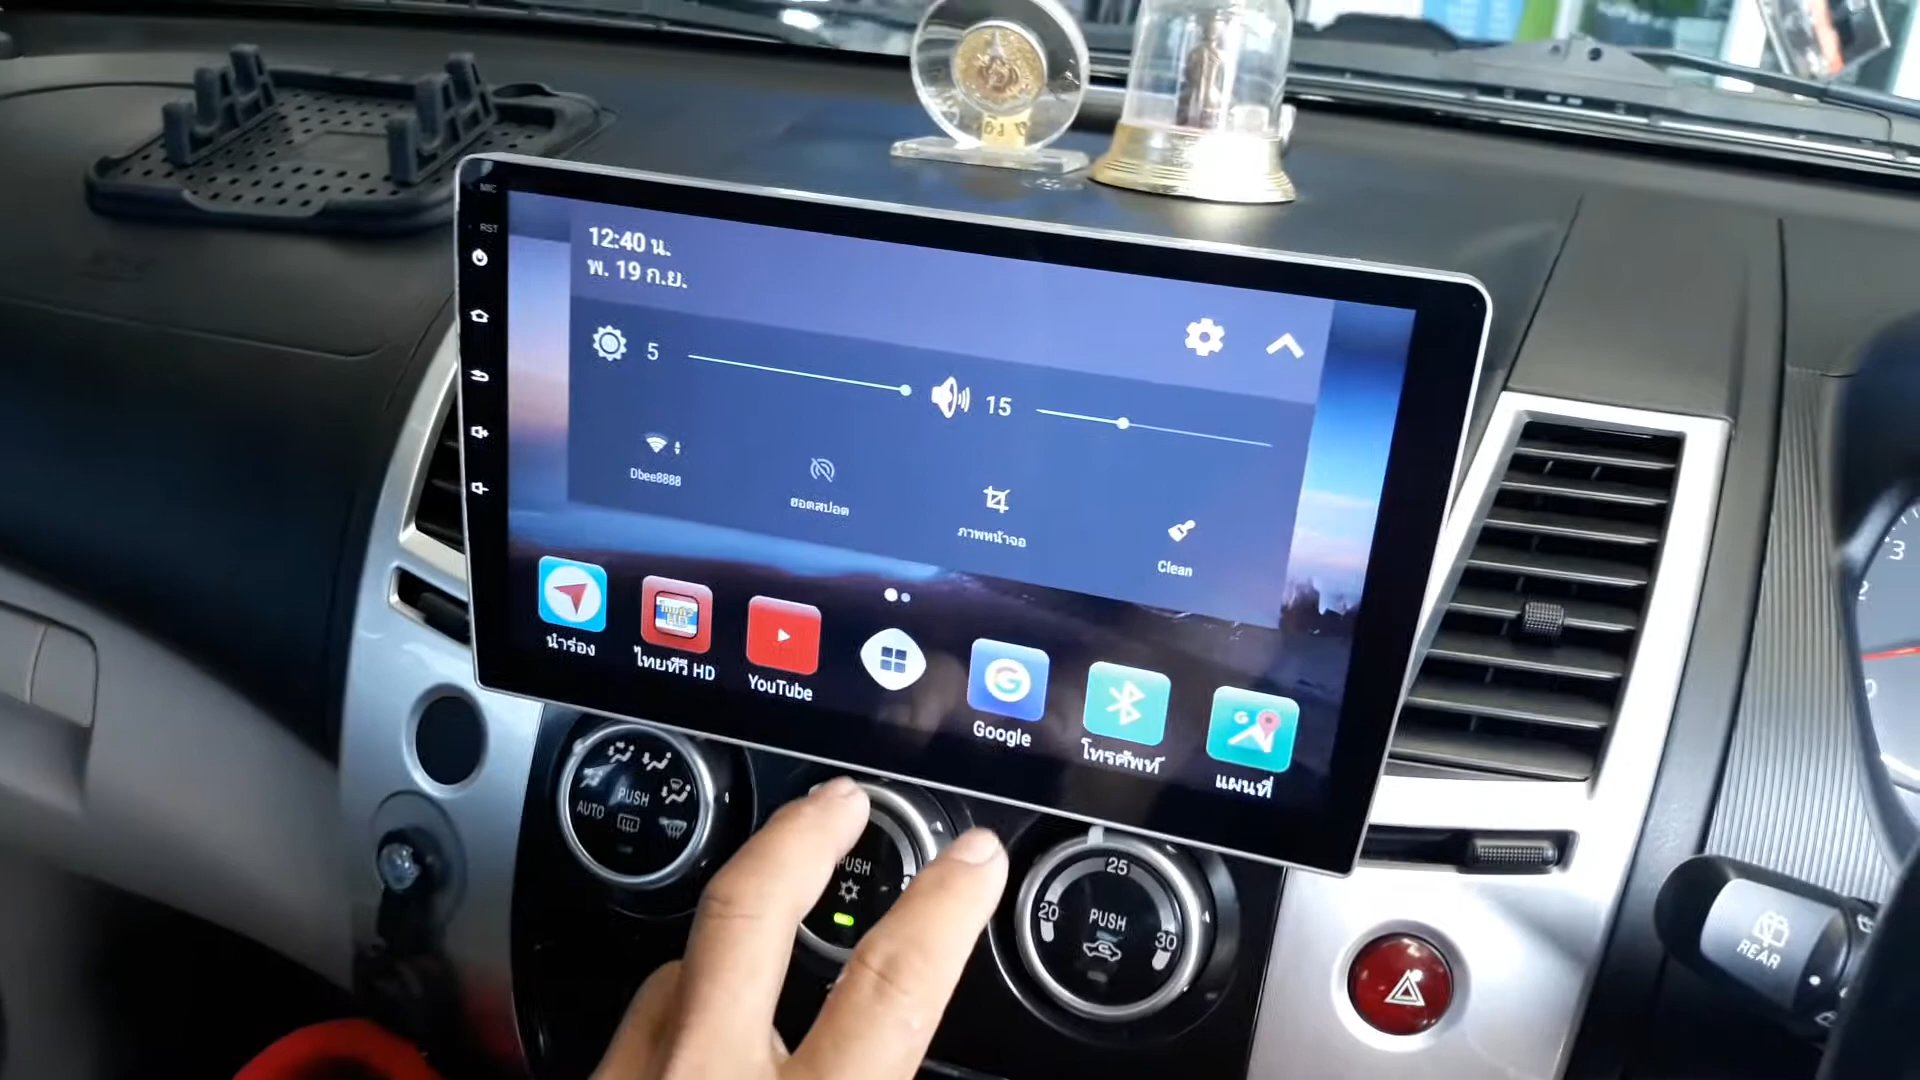 MIC
RST
12:40 น.
พ. 19 ก.ย.
5
15
Dbee8888
ฮอตสปอต
ภาพหน้าจอ
Clean
นำร่อง
ไทยทีวี HD
YouTube
Google
โทรศัพท์
แผนที่
AUTO
PUSH
PUSH
25
20
PUSH
30
REAR
3
2
0